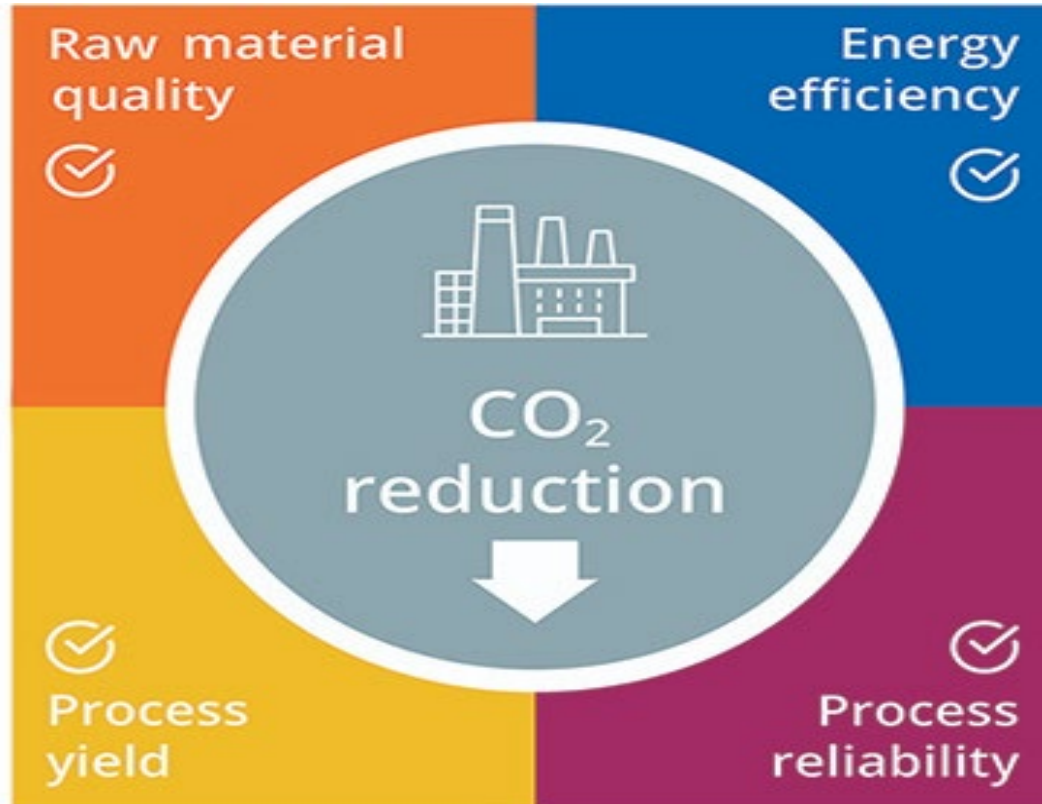 Raw material
quality
Energy
efficiency
CO₂
reduction
Process
yield
Process
reliability